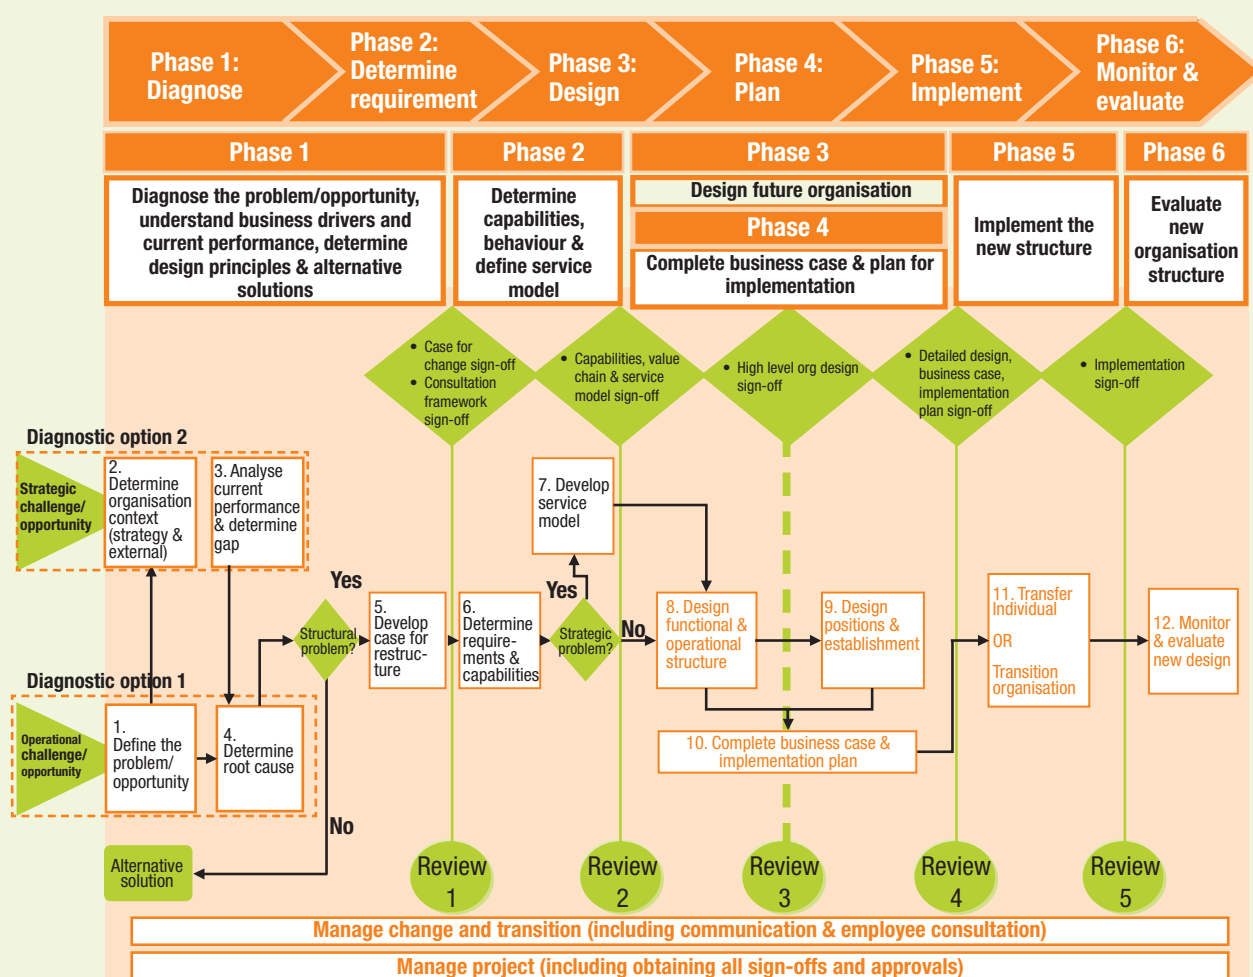 Phase 1:
Diagnose
Phase 2:
Determine
requirement
Phase 3:
Design
Phase 4:
Plan
Phase 5:
Implement
Phase 6:
Monitor &
evaluate
Phase 1
Phase 2
Phase 3
Phase 5
Phase 6
Diagnose the problem/opportunity,
understand business drivers and
current performance, determine
design principles & alternative
solutions
Determine
capabilities,
behaviour &
define service
model
Design future organisation
Phase 4
Complete business case & plan for
implementation
Implement the
new structure
Evaluate
new
organisation
structure
• Case for
change sign-off
• Consultation
framework
sign-off
• Capabilities, value
chain & service
model sign-off
• High level org design
sign-off
• Detailed design,
business case,
implementation
plan sign-off
• Implementation
sign-off
Diagnostic option 2
Strategic
challenge/
opportunity
2.
Determine
organisation
context
(strategy &
external)
3. Analyse
current
performance
& determine
gap
7. Develop
service
model
Yes
Structural
problem?
5.
Develop
case for
restruc-
ture
6.
Determine
require-
ments &
capabilities
Yes
Strategic
problem?
No
8. Design
functional &
operational
structure
9. Design
positions &
establishment
11. Transfer
Individual
OR
Transition
organisation
12. Monitor
& evaluate
new design
Diagnostic option 1
Operational
challenge/
opportunity
1.
Define the
problem/
opportunity
4.
Determine
root cause
10. Complete business case &
implementation plan
No
Alternative
solution
Review
1
Review
2
Review
3
Review
4
Review
5
Manage change and transition (including communication & employee consultation)
Manage project (including obtaining all sign-offs and approvals)